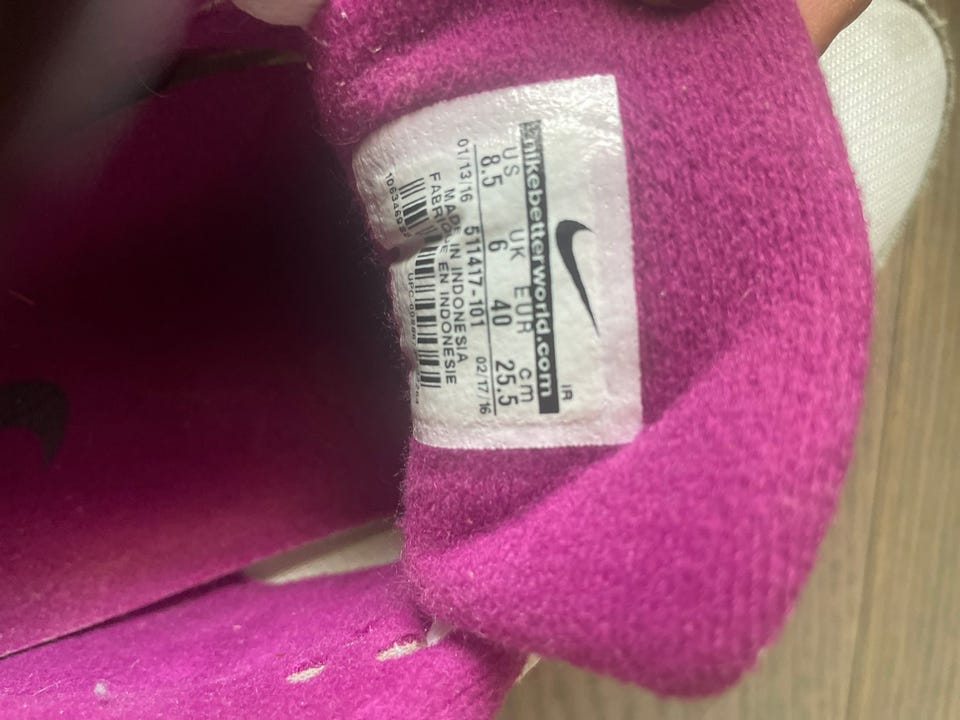 IR
nikebetterworld.com
US UK EUR cm
8.5 6 40 25.5
01/13/16 511417-101 02/17/16
MADE IN INDONESIA
FABRIQUE EN INDONESIE